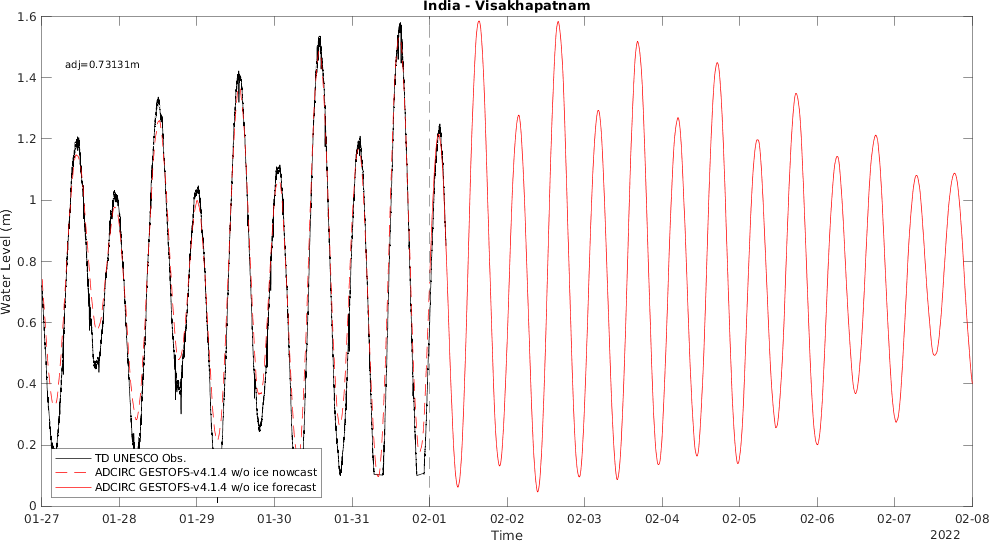 India - Visakhapatnam
adj=0.73131m
Water Level (m)
1.6
1.4
1.2
1
0.8
0.6
0.4
0.2
0
TD UNESCO Obs.
ADCIRC GESTOFS-v4.1.4 w/o ice nowcast
ADCIRC GESTOFS-v4.1.4 w/o ice forecast
01-27 01-28 01-29 01-30 01-31 02-01 02-02 02-03 02-04 02-05 02-06 02-07 02-08
Time
2022